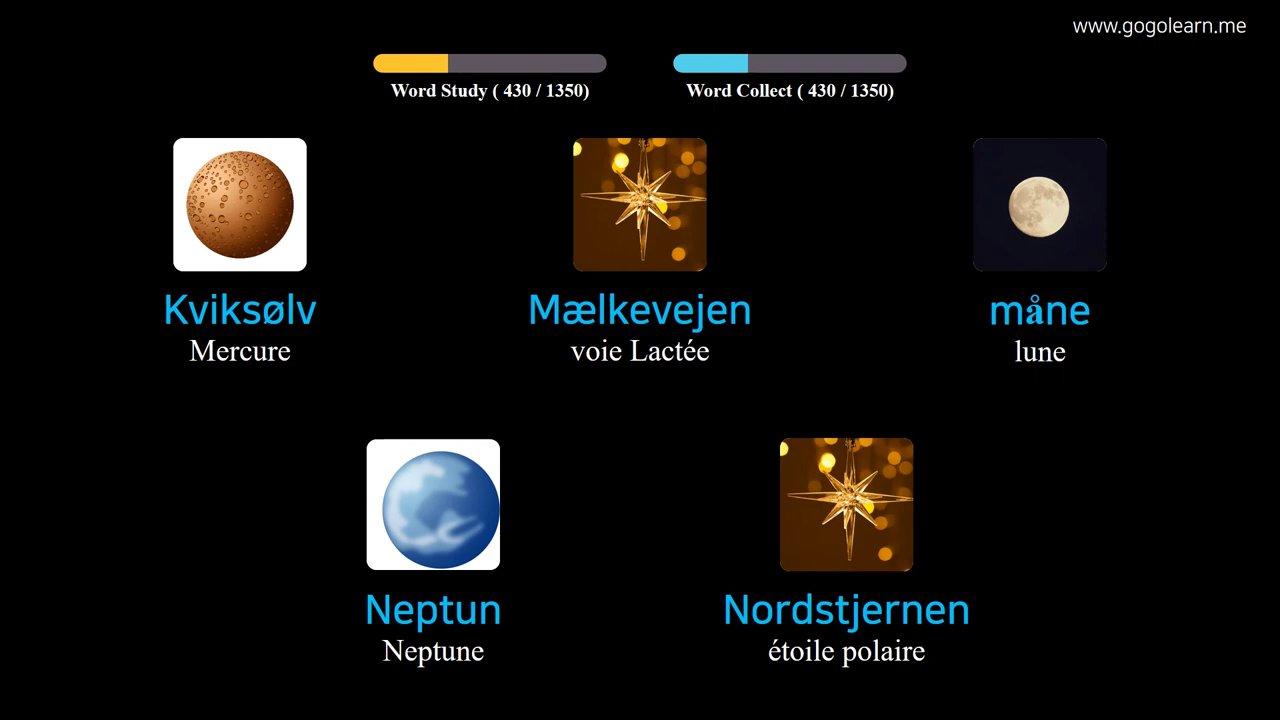 www.gogolearn.me
Word Study ( 430 / 1350)
Word Collect ( 430 / 1350)
Kviksølv
Mercure
Mælkevejen
voie Lactée
måne
lune
Neptun
Neptune
Nordstjernen
étoile polaire